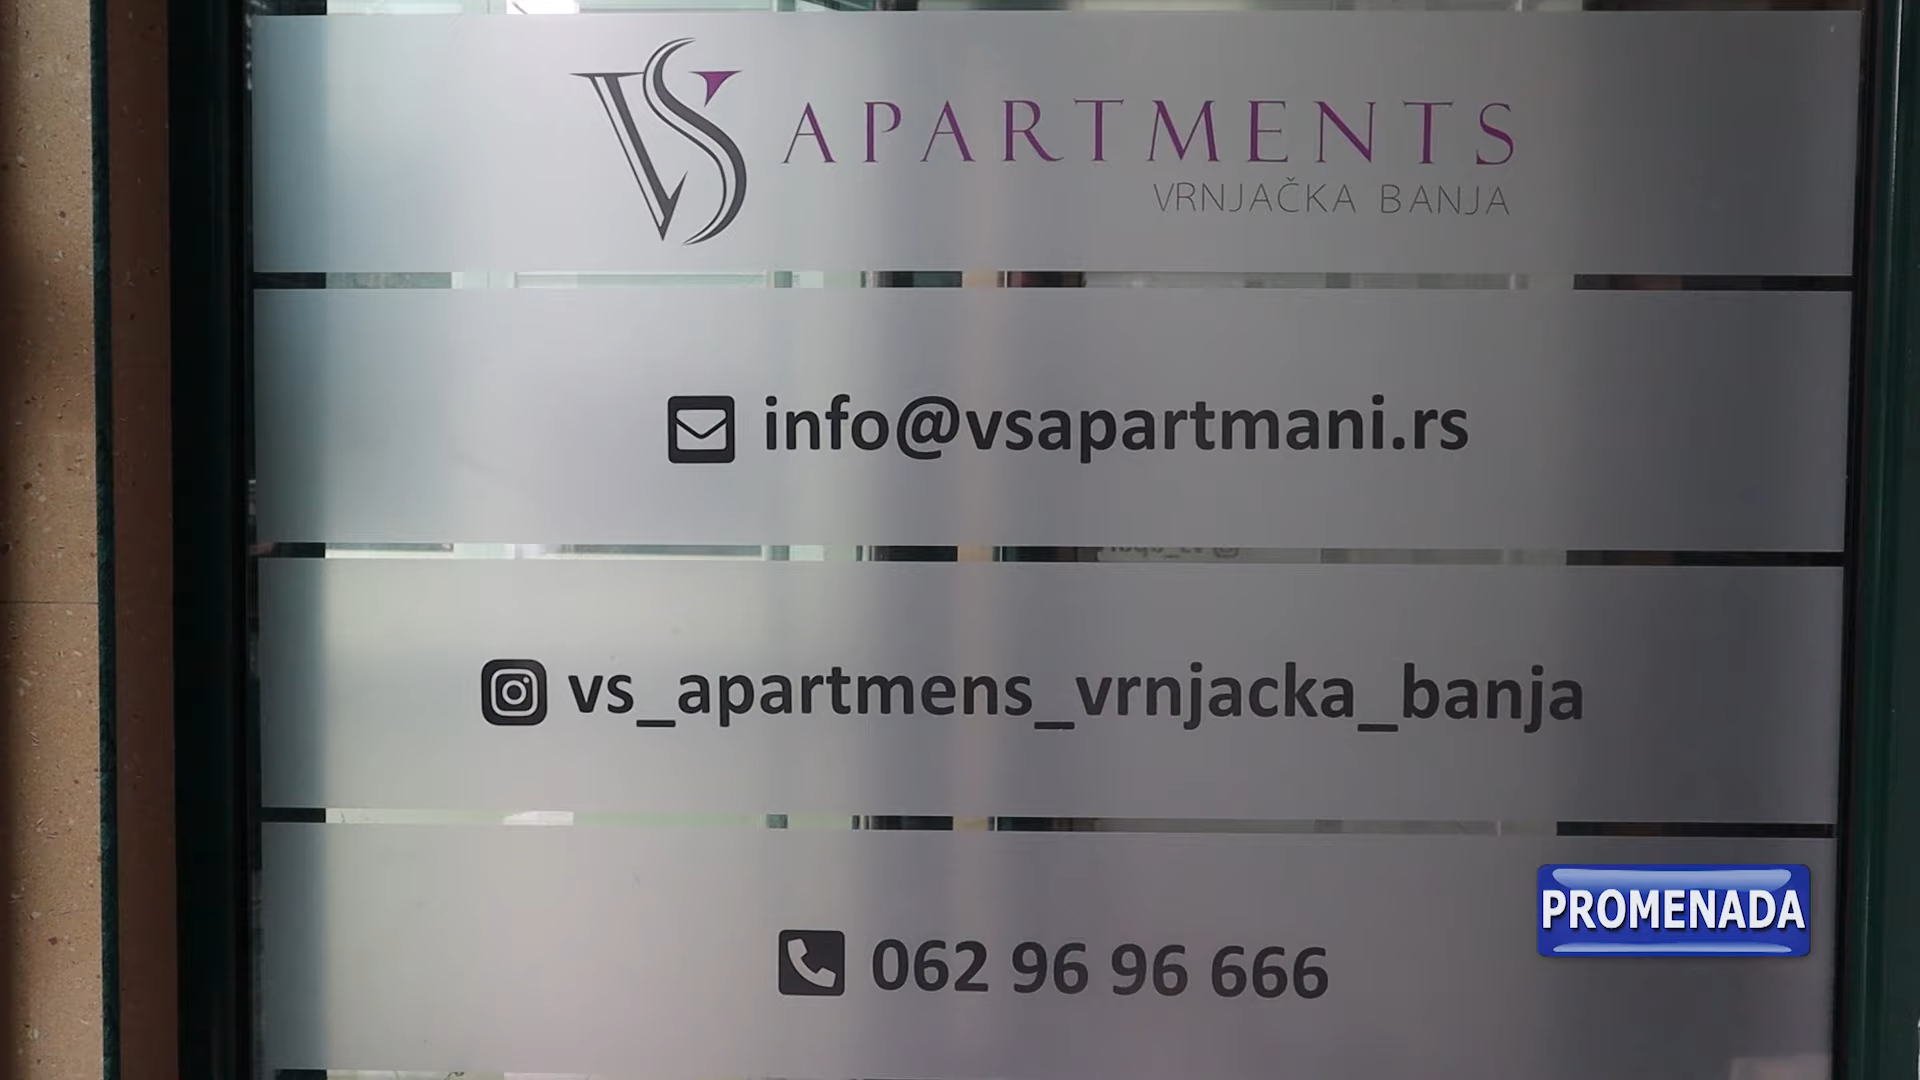 VS APARTMENTS
VRNJAČKA BANJA
info@vsapartmani.rs
vs_apartmens_vrnjacka_banja
062 96 96 666
PROMENADA